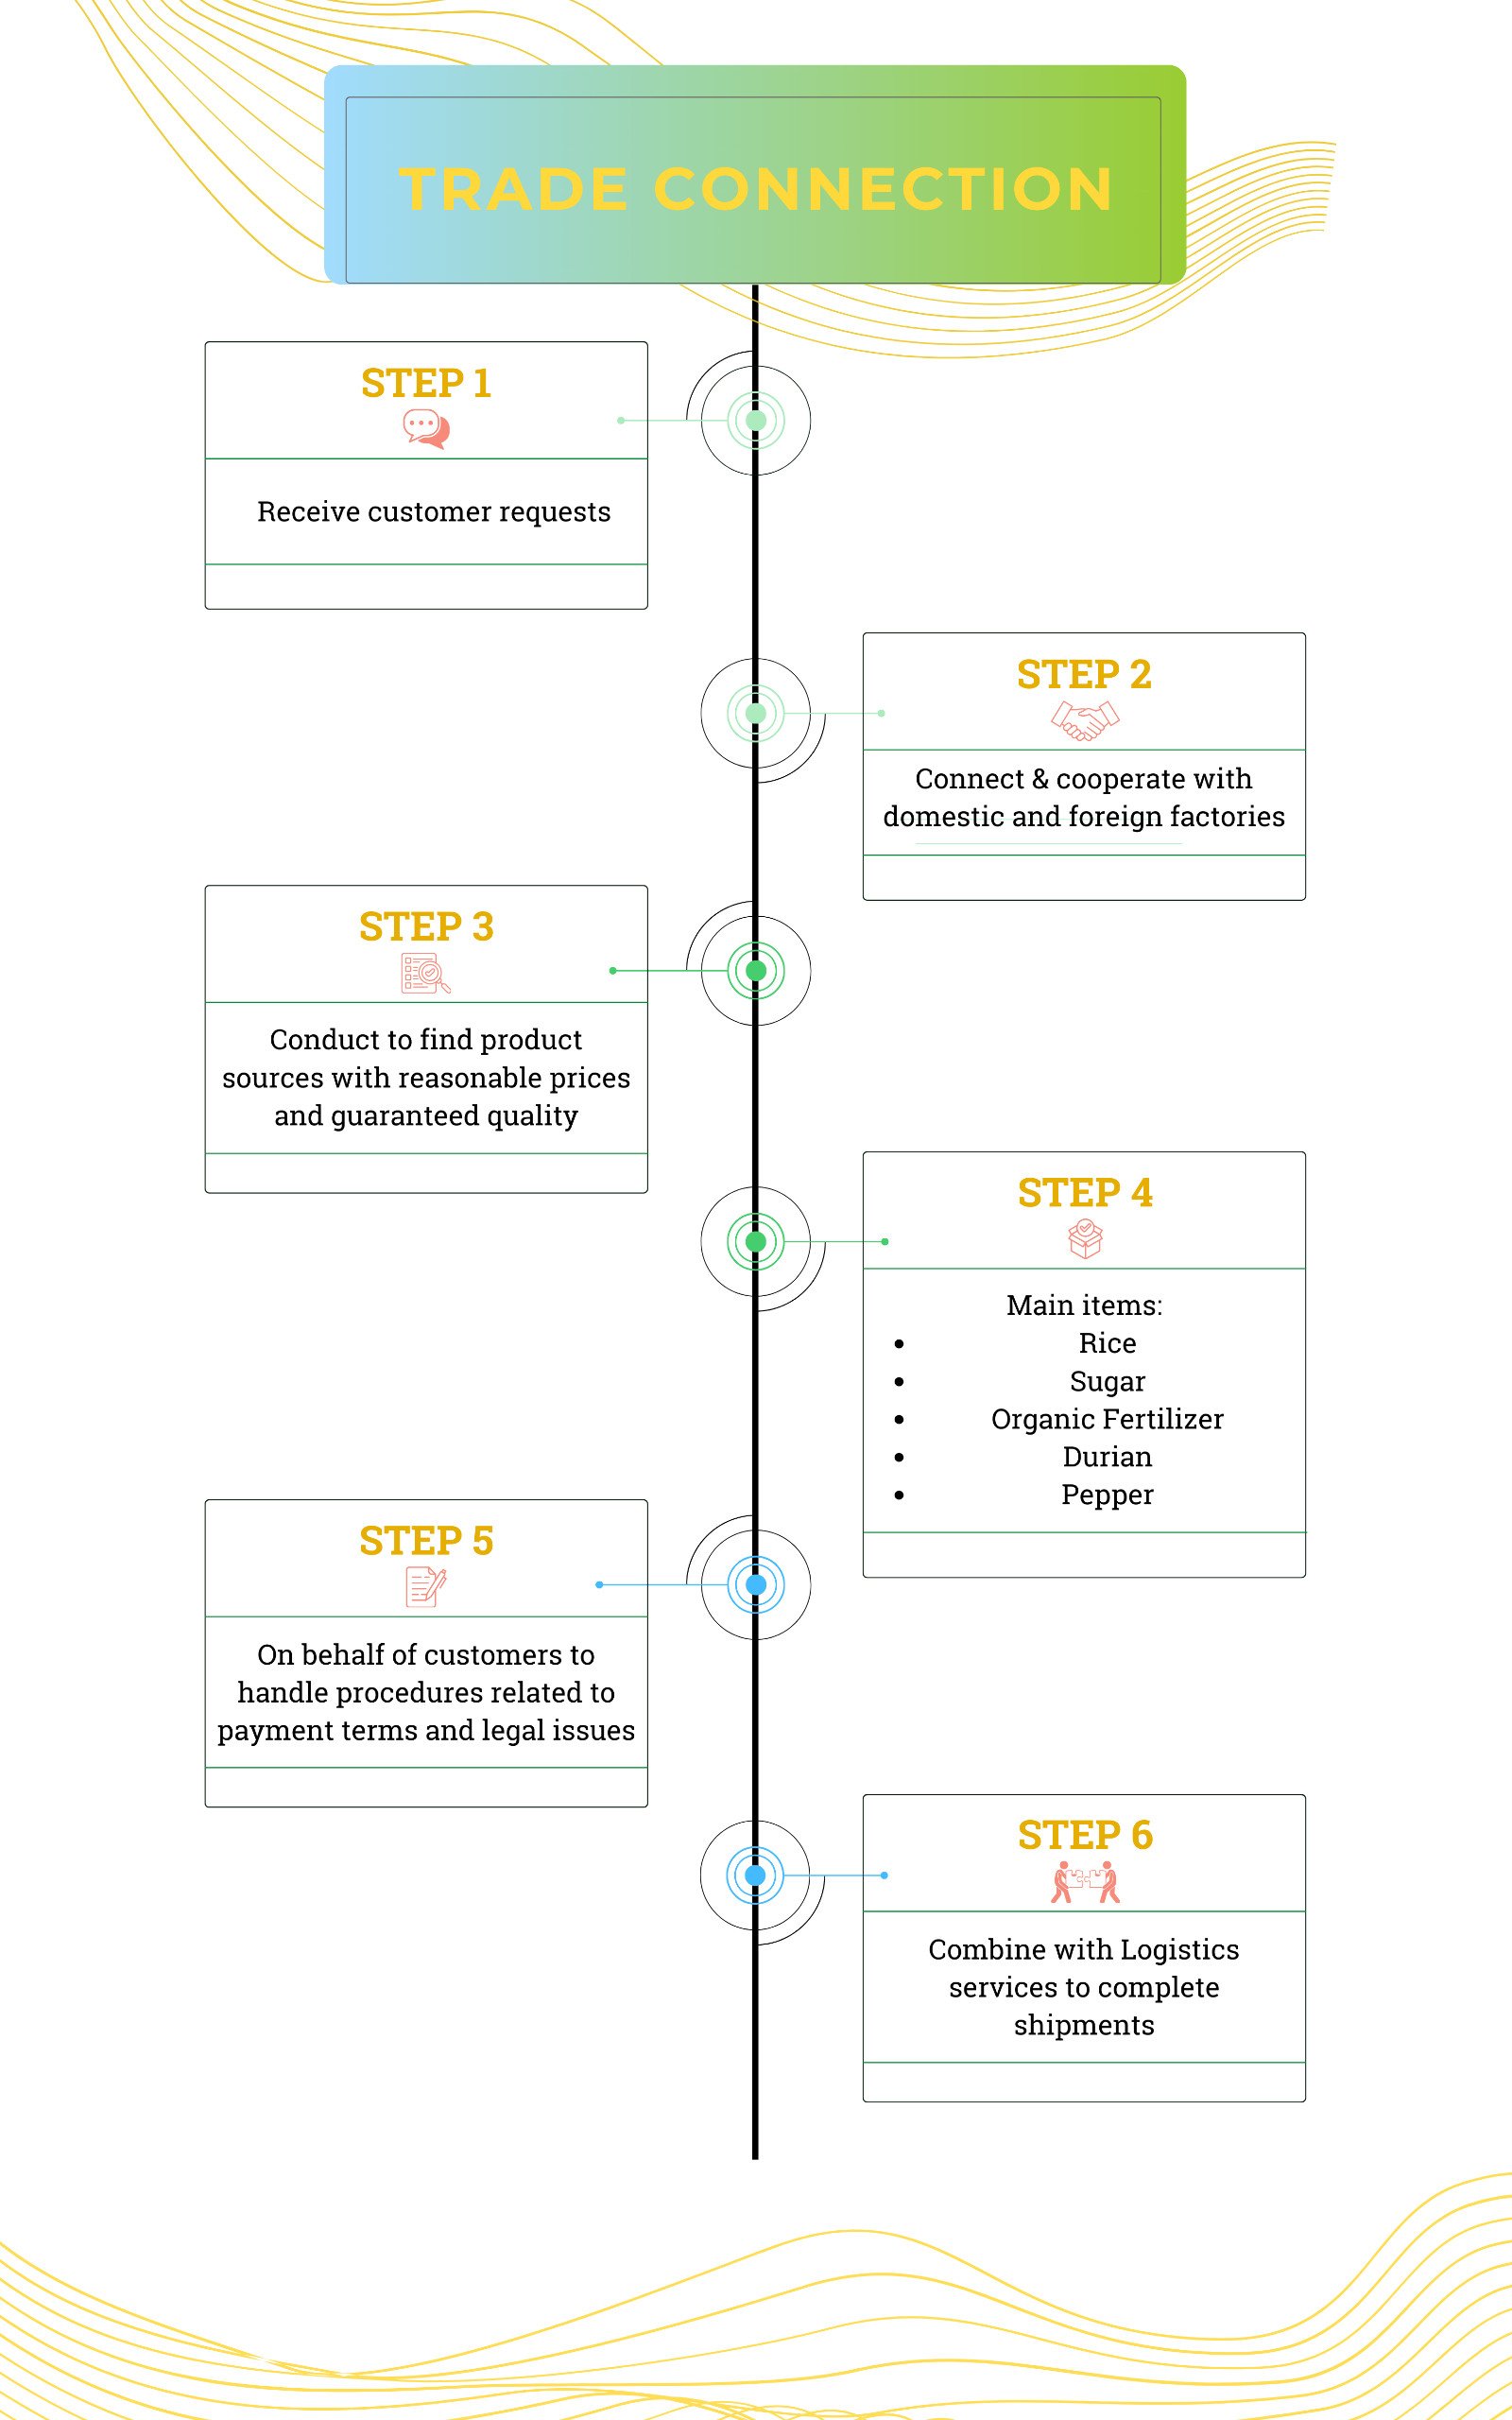 TRADE CONNECTION
STEP 1
Receive customer requests
STEP 2
Connect & cooperate with
domestic and foreign factories
STEP 3
Conduct to find product
sources with reasonable prices
and guaranteed quality
STEP 4
Main items:
• Rice
• Sugar
• Organic Fertilizer
• Durian
• Pepper
STEP 5
On behalf of customers to
handle procedures related to
payment terms and legal issues
STEP 6
Combine with Logistics
services to complete
shipments